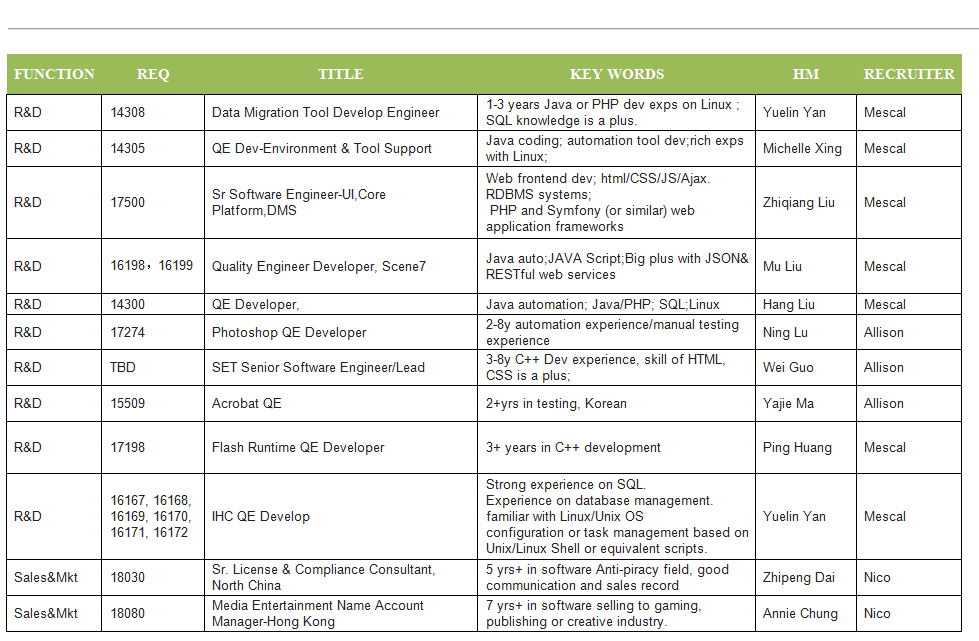 FUNCTION REQ TITLE KEY WORDS HM RECRUITER
R&D 14308 Data Migration Tool Develop Engineer 1-3 years Java or PHP dev exps on Linux ; Yuelin Yan Mescal
SQL knowledge is a plus.
R&D 14305 QE Dev-Environment & Tool Support Java coding; automation tool dev;rich exps Michelle Xing Mescal
with Linux;
R&D 17500 Sr Software Engineer-UI,Core Web frontend dev; html/CSS/JS/Ajax. Zhiqiang Liu Mescal
Platform,DMS RDBMS systems;
PHP and Symfony (or similar) web
application frameworks
R&D 16198，16199 Quality Engineer Developer, Scene7 Java auto;JAVA Script;Big plus with JSON& Mu Liu Mescal
RESTful web services
R&D 14300 QE Developer, Java automation; Java/PHP; SQL;Linux Hang Liu Mescal
R&D 17274 Photoshop QE Developer 2-8y automation experience/manual testing Ning Lu Allison
experience
R&D TBD SET Senior Software Engineer/Lead 3-8y C++ Dev experience, skill of HTML, Wei Guo Allison
CSS is a plus;
R&D 15509 Acrobat QE 2+yrs in testing, Korean Yajie Ma Allison
R&D 17198 Flash Runtime QE Developer 3+ years in C++ development Ping Huang Mescal
R&D 16167, 16168, IHC QE Develop Strong experience on SQL. Yuelin Yan Mescal
16169, 16170, Experience on database management.
16171, 16172 familiar with Linux/Unix OS
configuration or task management based on
Unix/Linux Shell or equivalent scripts.
Sales&Mkt 18030 Sr. License & Compliance Consultant, 5 yrs+ in software Anti-piracy field, good Zhipeng Dai Nico
North China communication and sales record
Sales&Mkt 18080 Media Entertainment Name Account 7 yrs+ in software selling to gaming, Annie Chung Nico
Manager-Hong Kong publishing or creative industry.